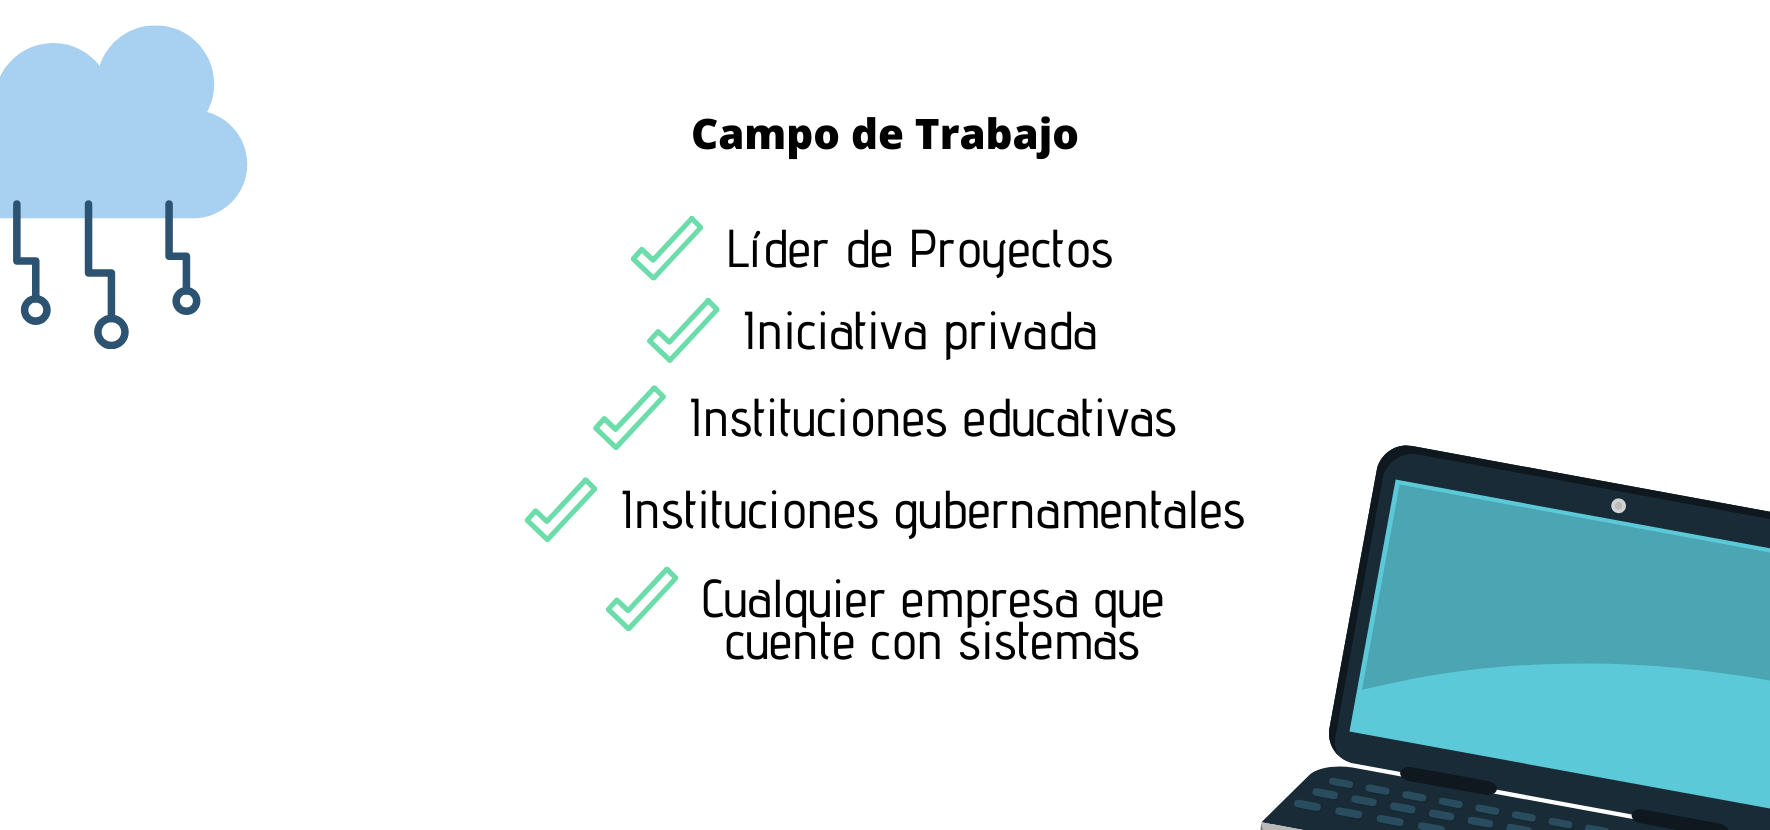 Campo de Trabajo
Líder de Proyectos
Iniciativa privada
Instituciones educativas
Instituciones gubernamentales
Cualquier empresa que
cuente con sistemas